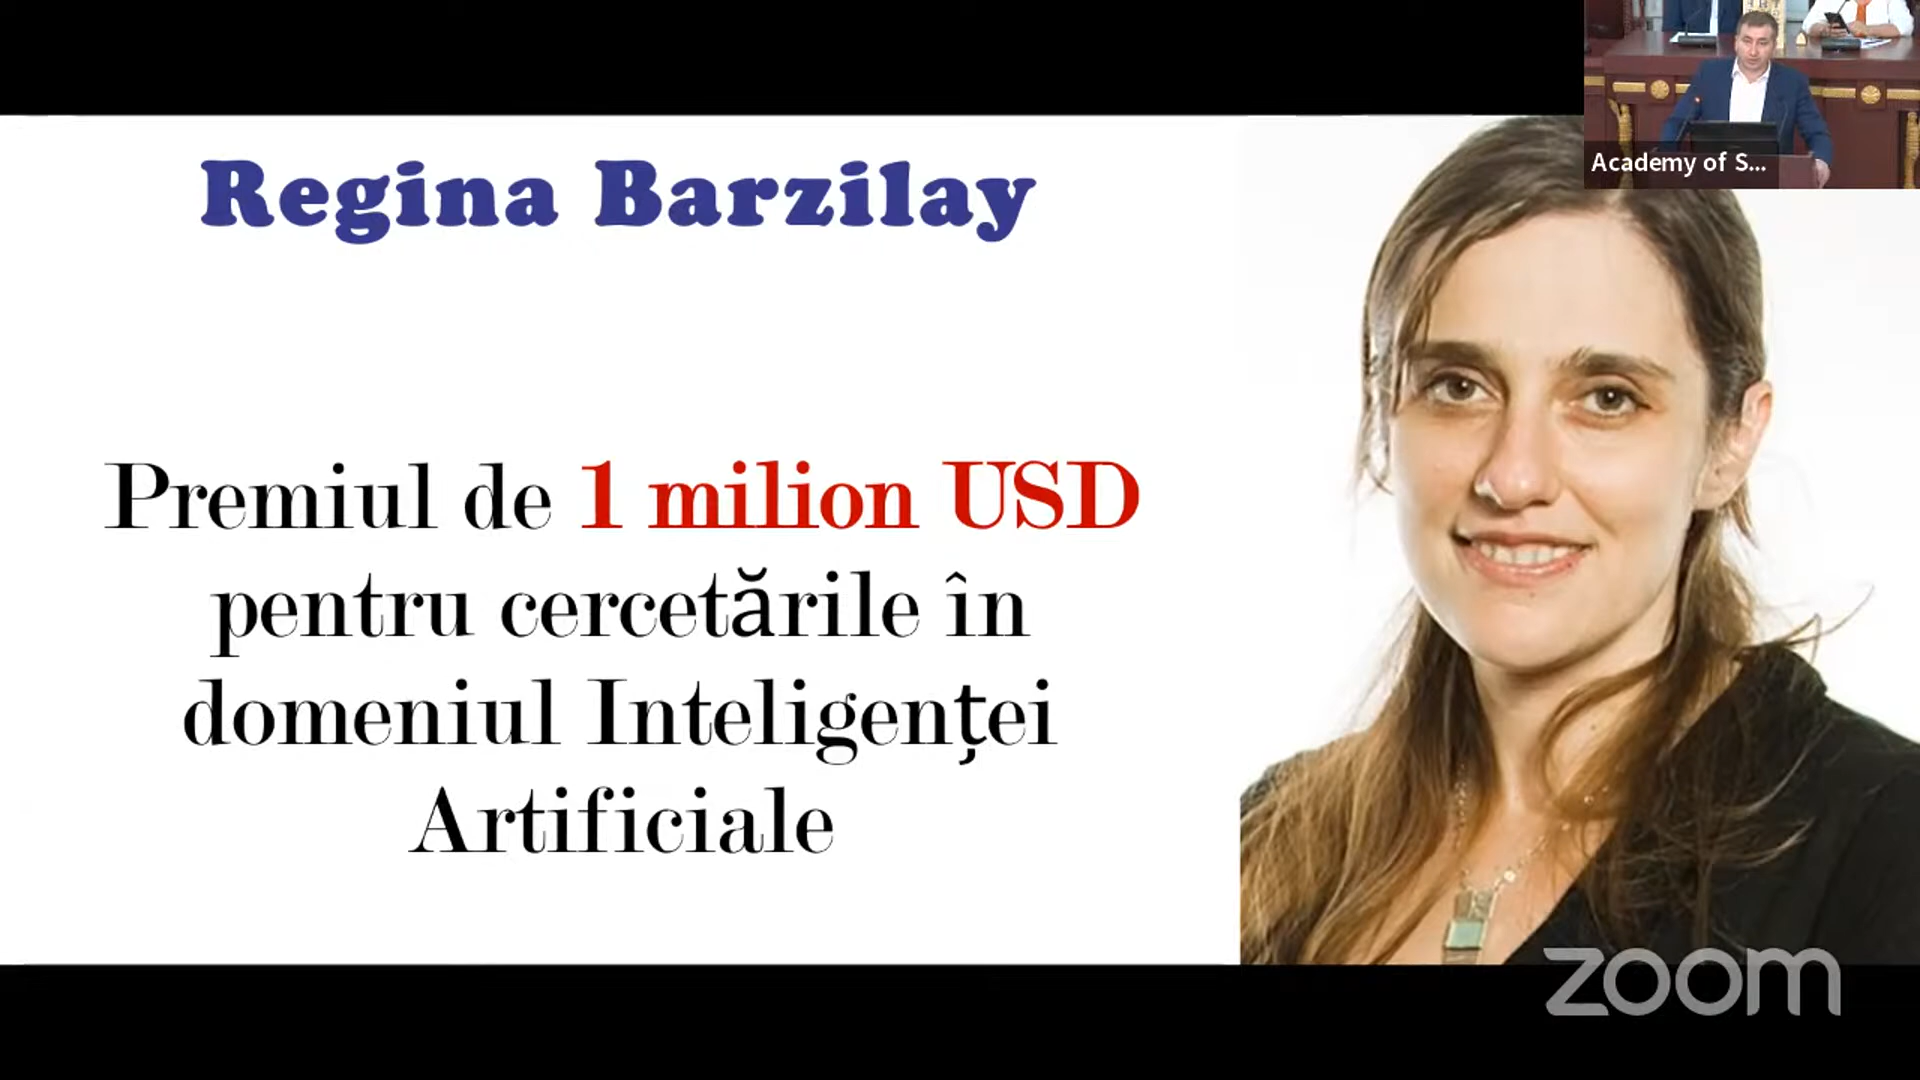 Regina Barzilay
Premiul de 1 milion USD
pentru cercetările în
domeniul Inteligenței
Artificiale
Academy of S...
zoom